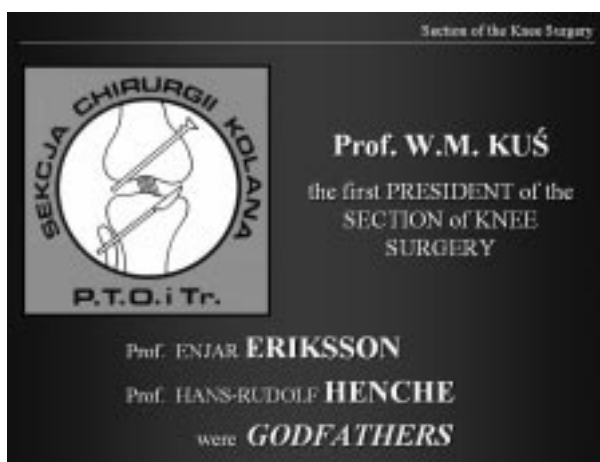 Section of the Knee Surgery
SEKCJA CHIRURGII KOLANA
P.T.O. i Tr.
Prof. W.M. KUŚ
the first PRESIDENT of the
SECTION of KNEE
SURGERY
Prof. ENJAR ERIKSSON
Prof. HANS-RUDOLF HENCHE
were GODFATHERS